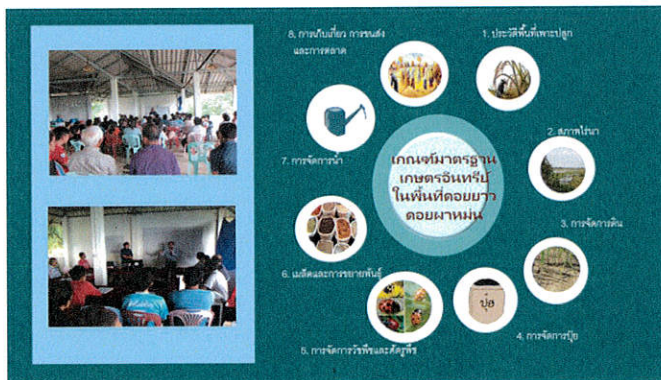 8. การเก็บเกี่ยว การขนส่ง
และการตลาด
1. ประวัติพื้นที่เพาะปลูก
2. สภาพไร่นา
3. การจัดการดิน
4. การจัดการปุ๋ย
5. การจัดการวัชพืชและศัตรูพืช
6. เมล็ดและการขยายพันธุ์
7. การจัดการน้ำ
เกณฑ์มาตรฐาน
เกษตรอินทรีย์
ในพื้นที่ดอยยาว
ดอยผาหม่น
ปุ๋ย